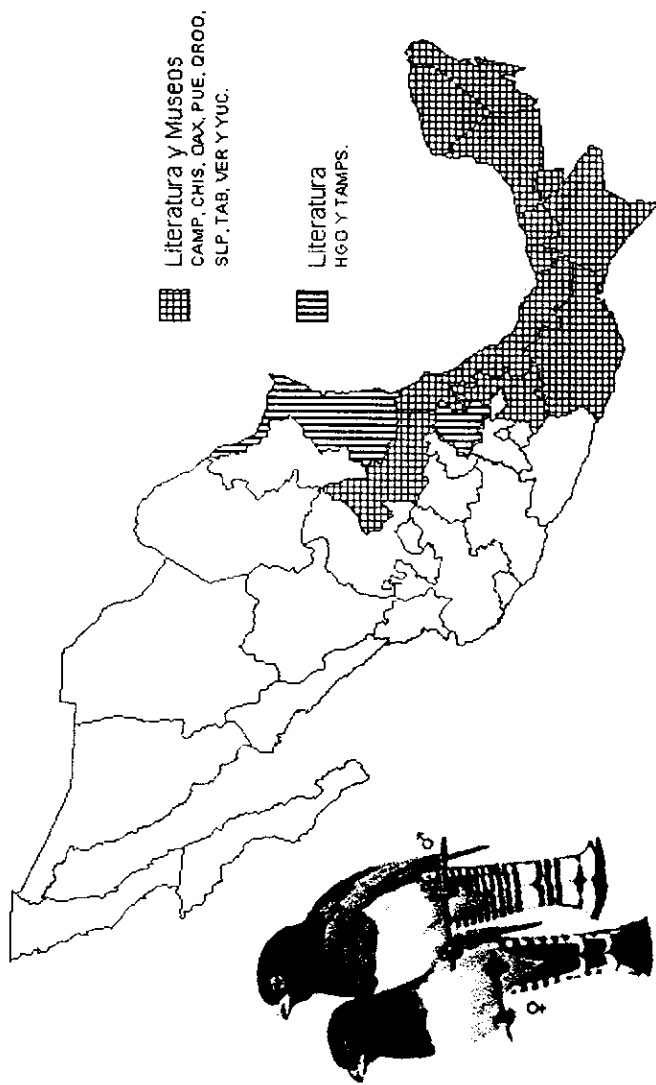 Literatura y Museos
CAMP, CHIS, OAX, PUE, QROO,
SLP, TAB, VER Y YUC.
Literatura
HGO Y TAMPS.
♂
♀